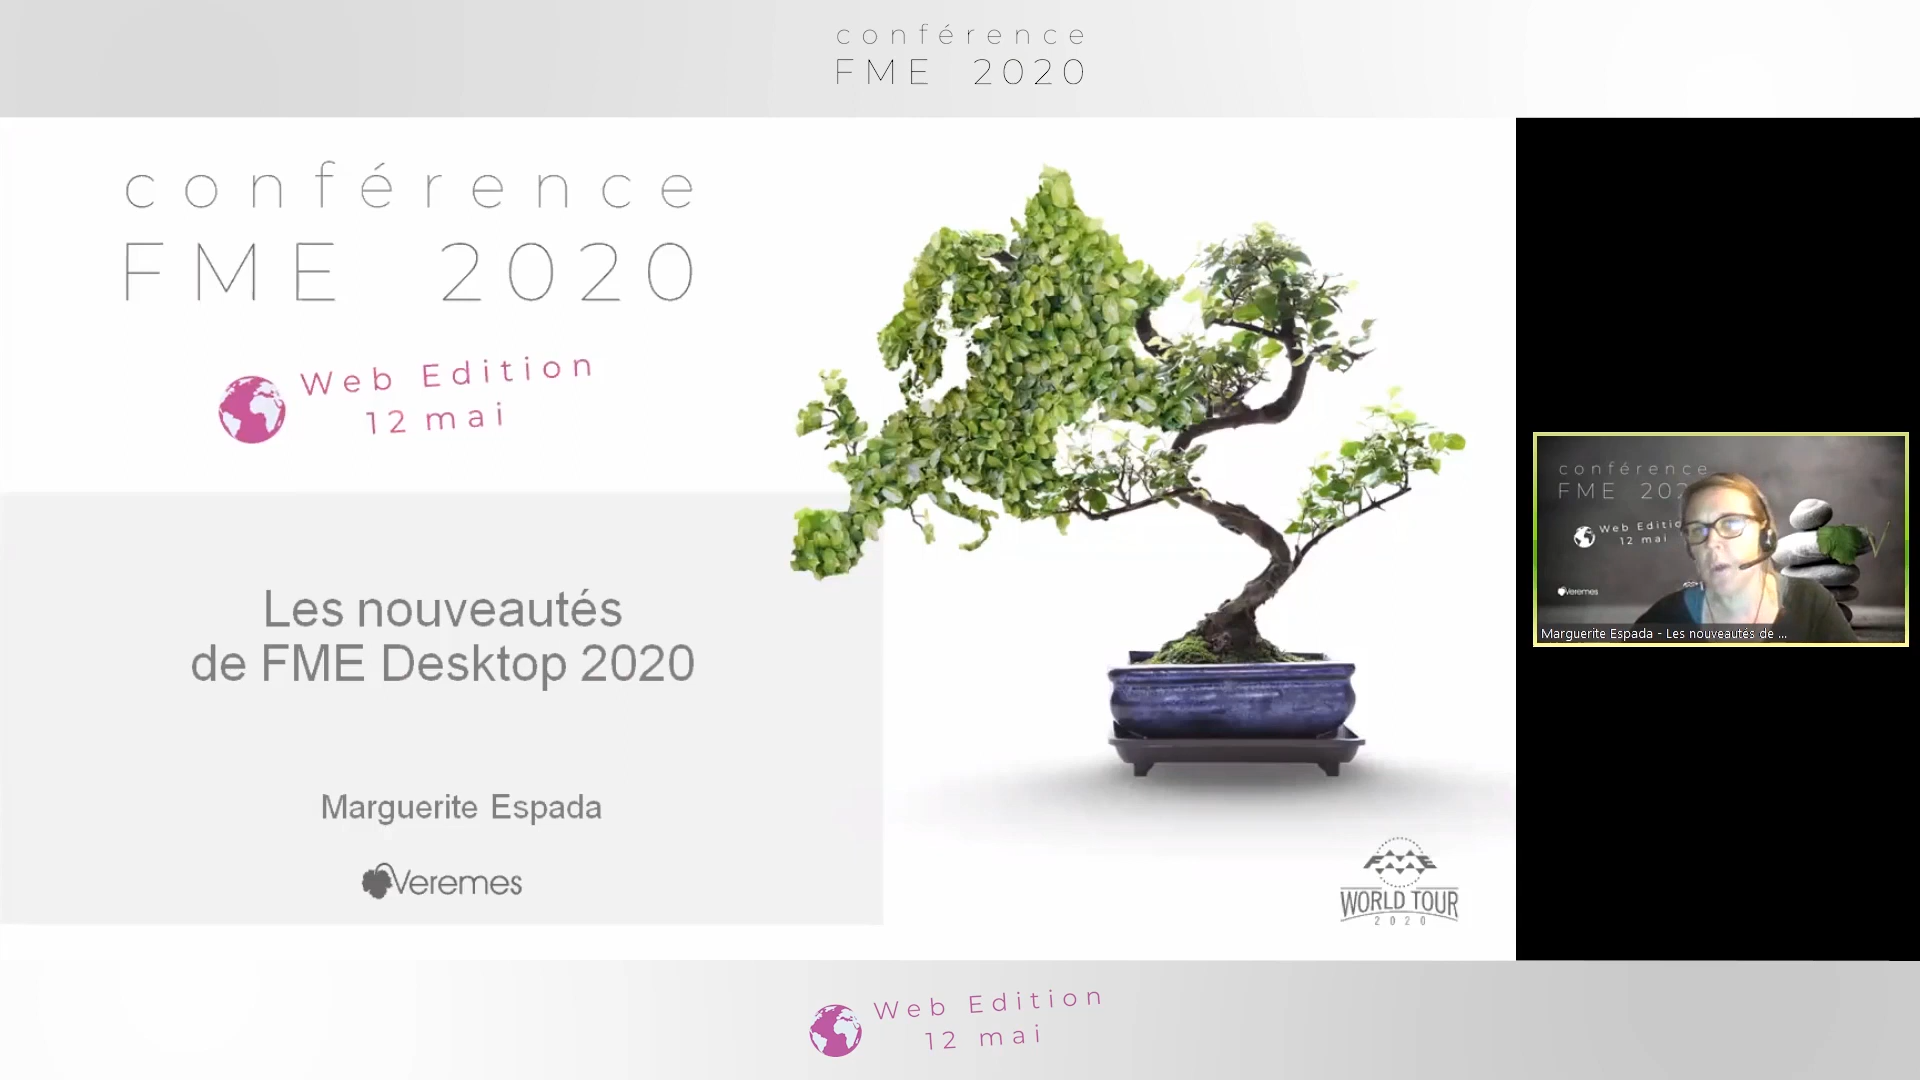 conférence
FME 2020
conférence
FME 2020
Web Edition
12 mai
Les nouveautés
de FME Desktop 2020
Marguerite Espada
Veremes
FME
WORLD TOUR
2020
conférence
FME 202
Web Editio
12 mai
Veremes
Marguerite Espada - Les nouveautés de ...
Web Edition
12 mai